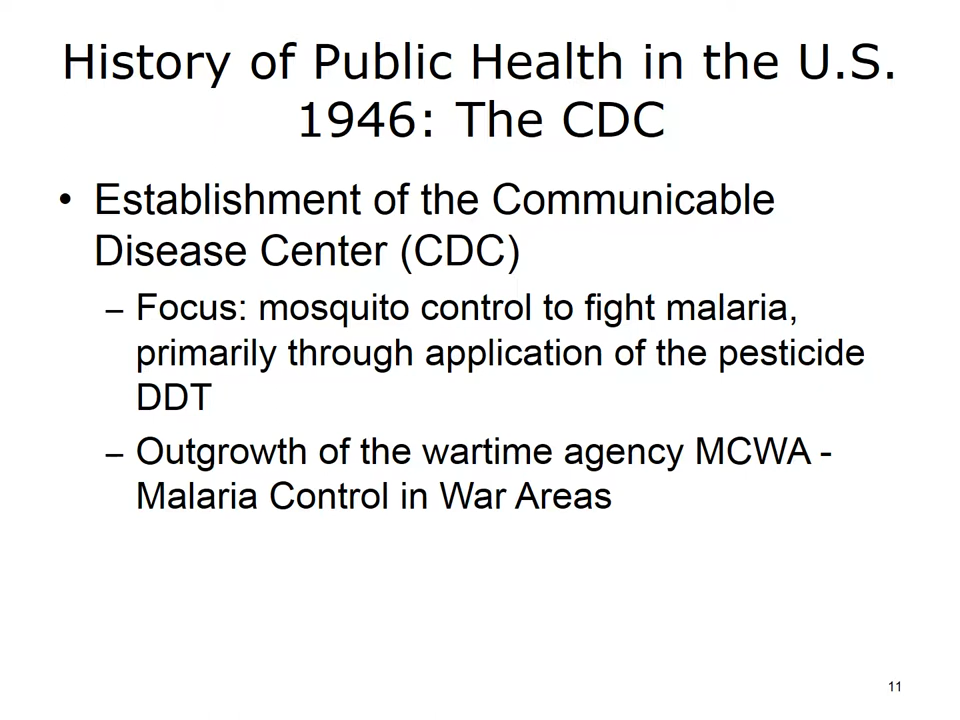 History of Public Health in the U.S.
1946: The CDC
• Establishment of the Communicable
Disease Center (CDC)
– Focus: mosquito control to fight malaria,
primarily through application of the pesticide
DDT
– Outgrowth of the wartime agency MCWA -
Malaria Control in War Areas
11